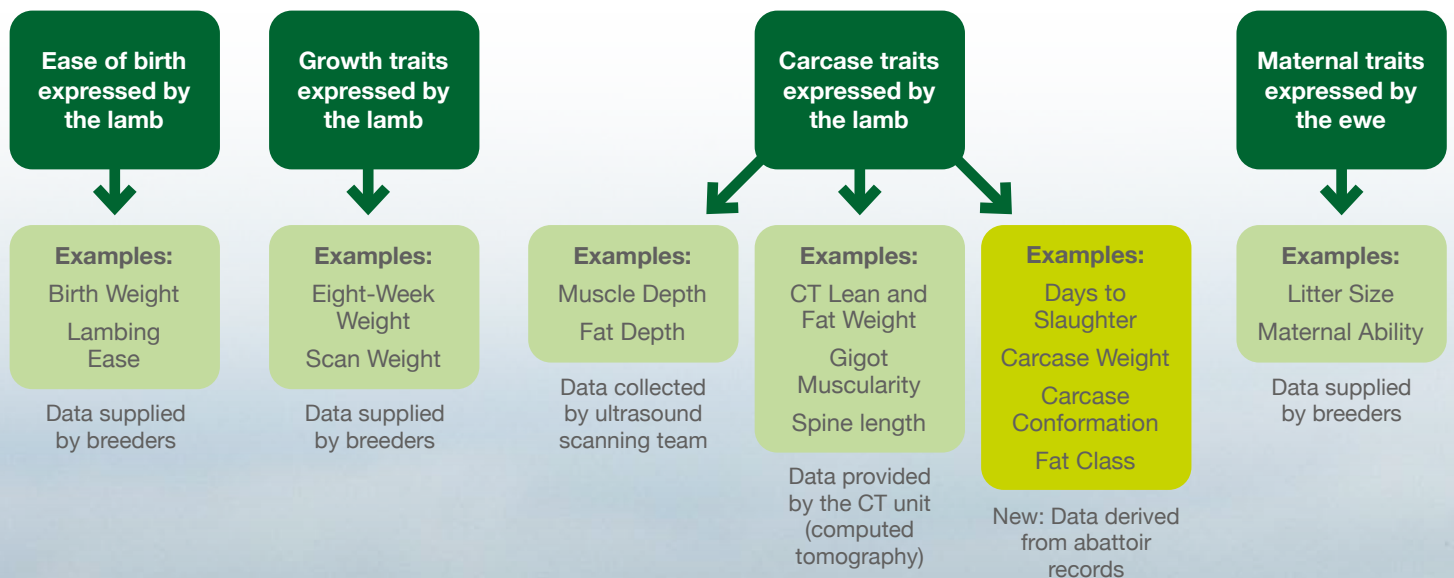 Ease of birth
expressed by
the lamb
Growth traits
expressed by
the lamb
Carcase traits
expressed by
the lamb
Maternal traits
expressed by
the ewe
Examples:
Birth Weight
Lambing
Ease
Data supplied
by breeders
Examples:
Eight-Week
Weight
Scan Weight
Data supplied
by breeders
Examples:
Muscle Depth
Fat Depth
Data collected
by ultrasound
scanning team
Examples:
CT Lean and
Fat Weight
Gigot
Muscularity
Spine length
Data provided
by the CT unit
(computed
tomography)
Examples:
Days to
Slaughter
Carcase Weight
Carcase
Conformation
Fat Class
New: Data derived
from abattoir
records
Examples:
Litter Size
Maternal Ability
Data supplied
by breeders